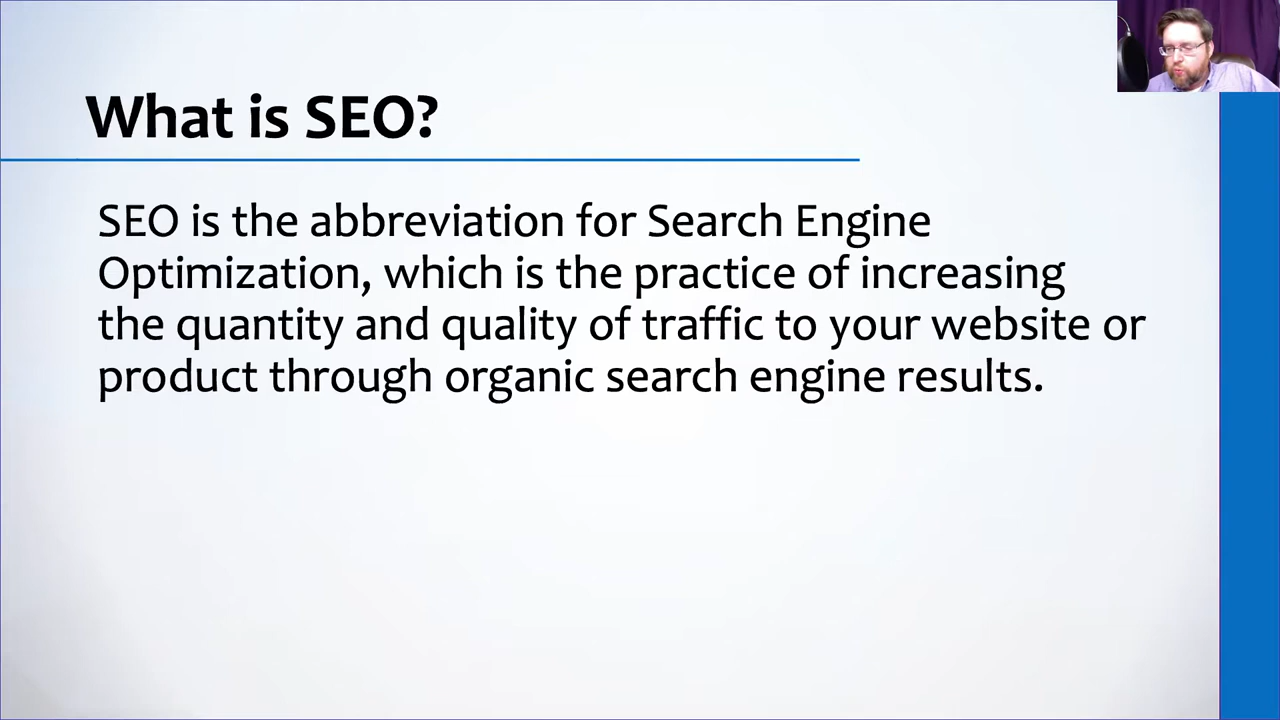 What is SEO?
SEO is the abbreviation for Search Engine
Optimization, which is the practice of increasing
the quantity and quality of traffic to your website or
product through organic search engine results.